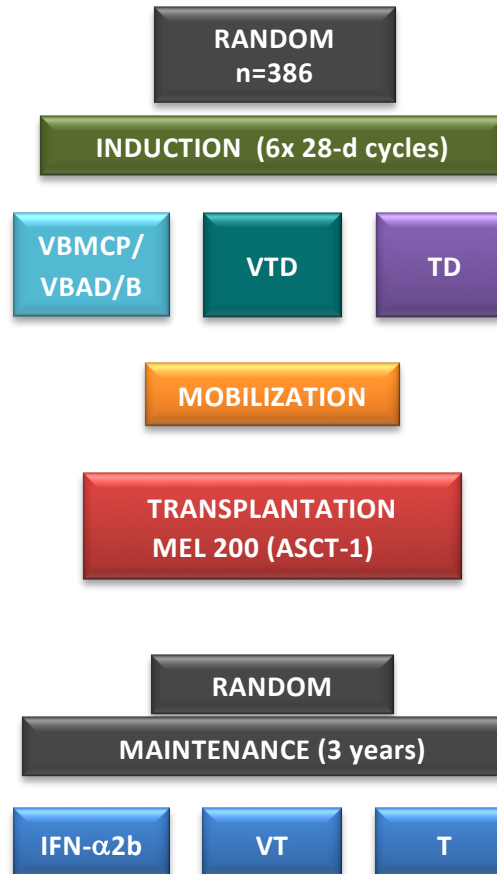 RANDOM
n=386
INDUCTION (6x 28-d cycles)
VBMCP/
VBAD/B
VTD
TD
MOBILIZATION
TRANSPLANTATION
MEL 200 (ASCT-1)
RANDOM
MAINTENANCE (3 years)
IFN-α2b
VT
T